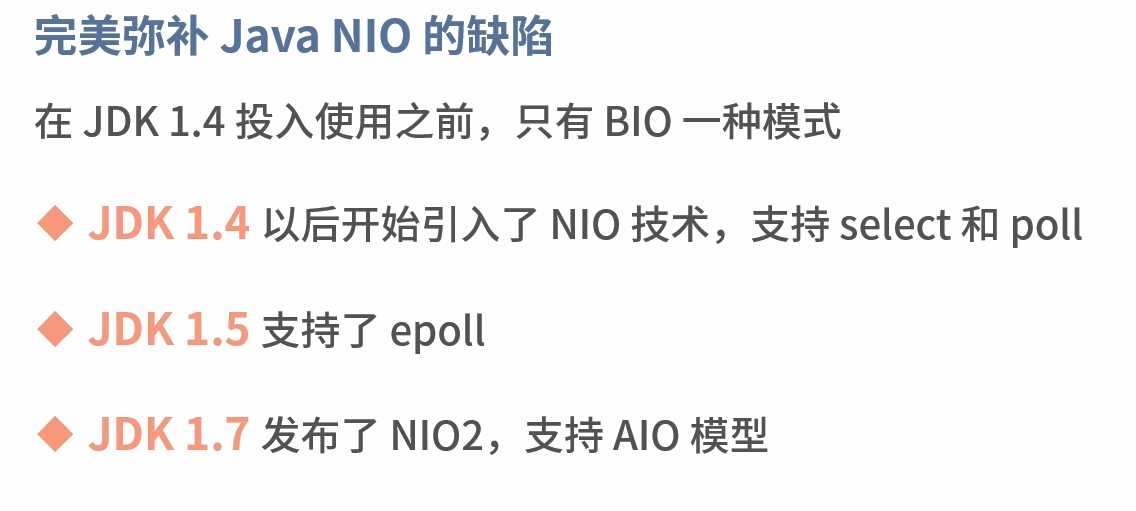 完美弥补 Java NIO 的缺陷
在 JDK 1.4 投入使用之前，只有 BIO 一种模式
◆ JDK 1.4 以后开始引入了 NIO 技术，支持 select 和 poll
◆ JDK 1.5 支持了 epoll
◆ JDK 1.7 发布了 NIO2，支持 AIO 模型